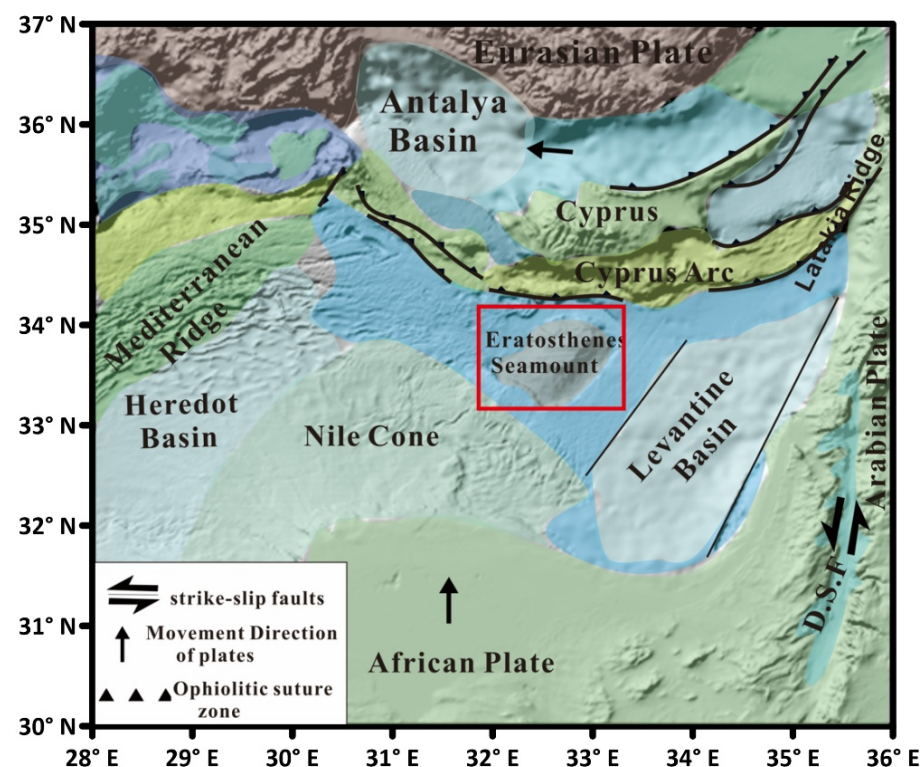 37° N
36° N
35° N
34° N
33° N
32° N
31° N
30° N
28° E
29° E
30° E
31° E
32° E
33° E
34° E
35° E
36° E
Eurasian Plate
Antalya
Basin
Cyprus
Latakia Ridge
Cyprus Arc
Mediterranean
Ridge
Eratosthenes
Seamount
Heredot
Basin
Nile Cone
Levantine
Basin
Arabian Plate
D.S.F
African Plate
strike-slip faults
Movement Direction
of plates
Ophiolitic suture
zone